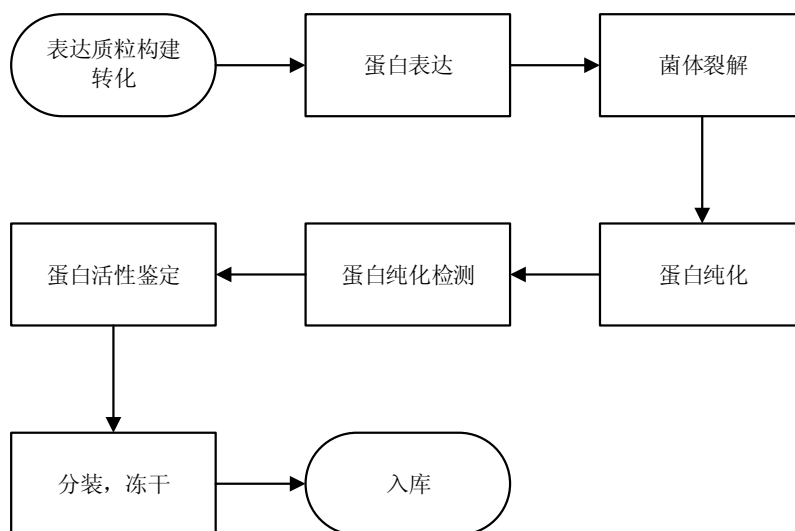 表达质粒构建
转化
蛋白表达
菌体裂解
蛋白纯化
蛋白纯化检测
蛋白活性鉴定
分装，冻干
入库